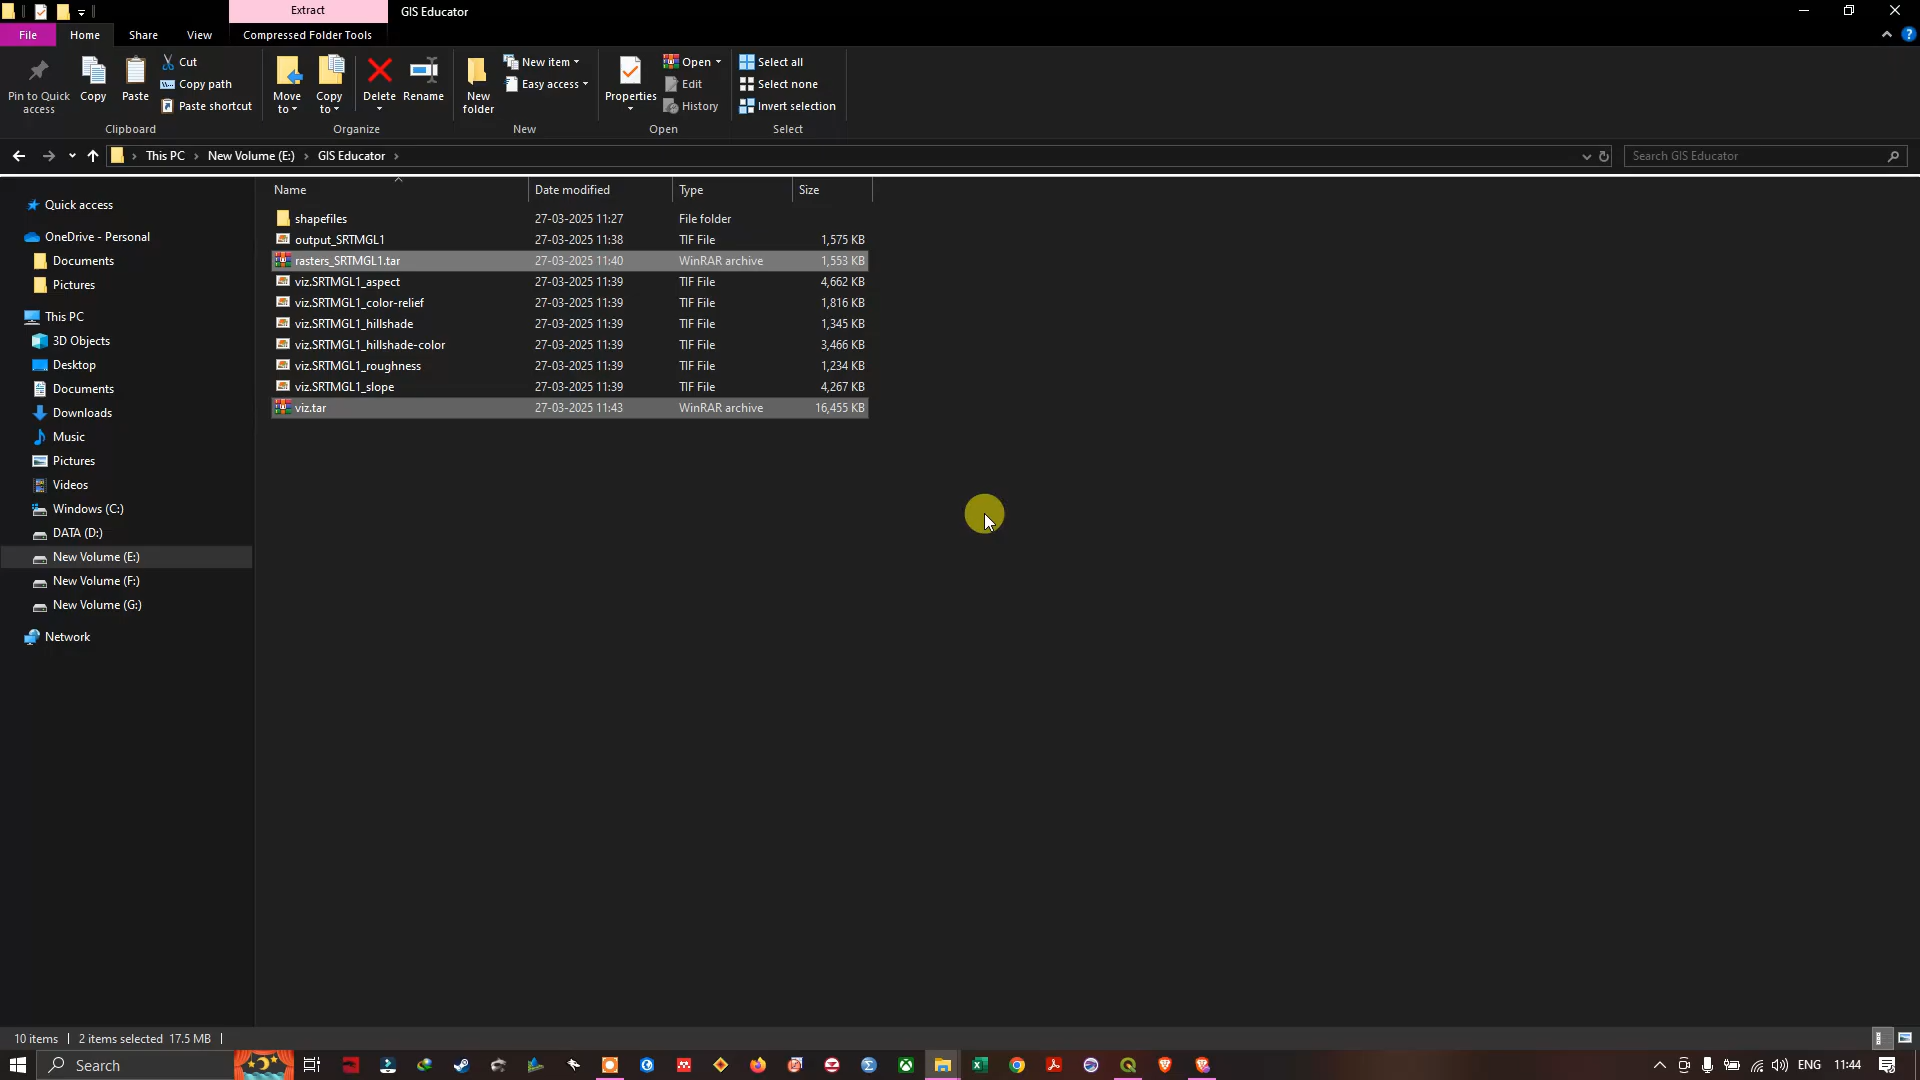 Extract
GIS Educator
File
Home
Share
View
Compressed Folder Tools
Pin to Quick access
Copy
Paste
Cut
Copy path
Paste shortcut
Clipboard
Move to
Copy to
Delete
Rename
Organize
New folder
New item
Easy access
New
Properties
Open
Edit
History
Open
Select all
Select none
Invert selection
Select
This PC
New Volume (E:)
GIS Educator
Search GIS Educator
Name Date modified Type Size
shapefiles 27-03-2025 11:27 File folder
output_SRTMGL1 27-03-2025 11:38 TIF File 1,575 KB
rasters_SRTMGL1.tar 27-03-2025 11:40 WinRAR archive 1,553 KB
viz.SRTMGL1_aspect 27-03-2025 11:39 TIF File 4,662 KB
viz.SRTMGL1_color-relief 27-03-2025 11:39 TIF File 1,816 KB
viz.SRTMGL1_hillshade 27-03-2025 11:39 TIF File 1,345 KB
viz.SRTMGL1_hillshade-color 27-03-2025 11:39 TIF File 3,466 KB
viz.SRTMGL1_roughness 27-03-2025 11:39 TIF File 1,234 KB
viz.SRTMGL1_slope 27-03-2025 11:39 TIF File 4,267 KB
viz.tar 27-03-2025 11:43 WinRAR archive 16,455 KB
Quick access
OneDrive - Personal
Documents
Pictures
This PC
3D Objects
Desktop
Documents
Downloads
Music
Pictures
Videos
Windows (C:)
DATA (D:)
New Volume (E:)
New Volume (F:)
New Volume (G:)
Network
10 items
2 items selected 17.5 MB
Search
ENG
11:44